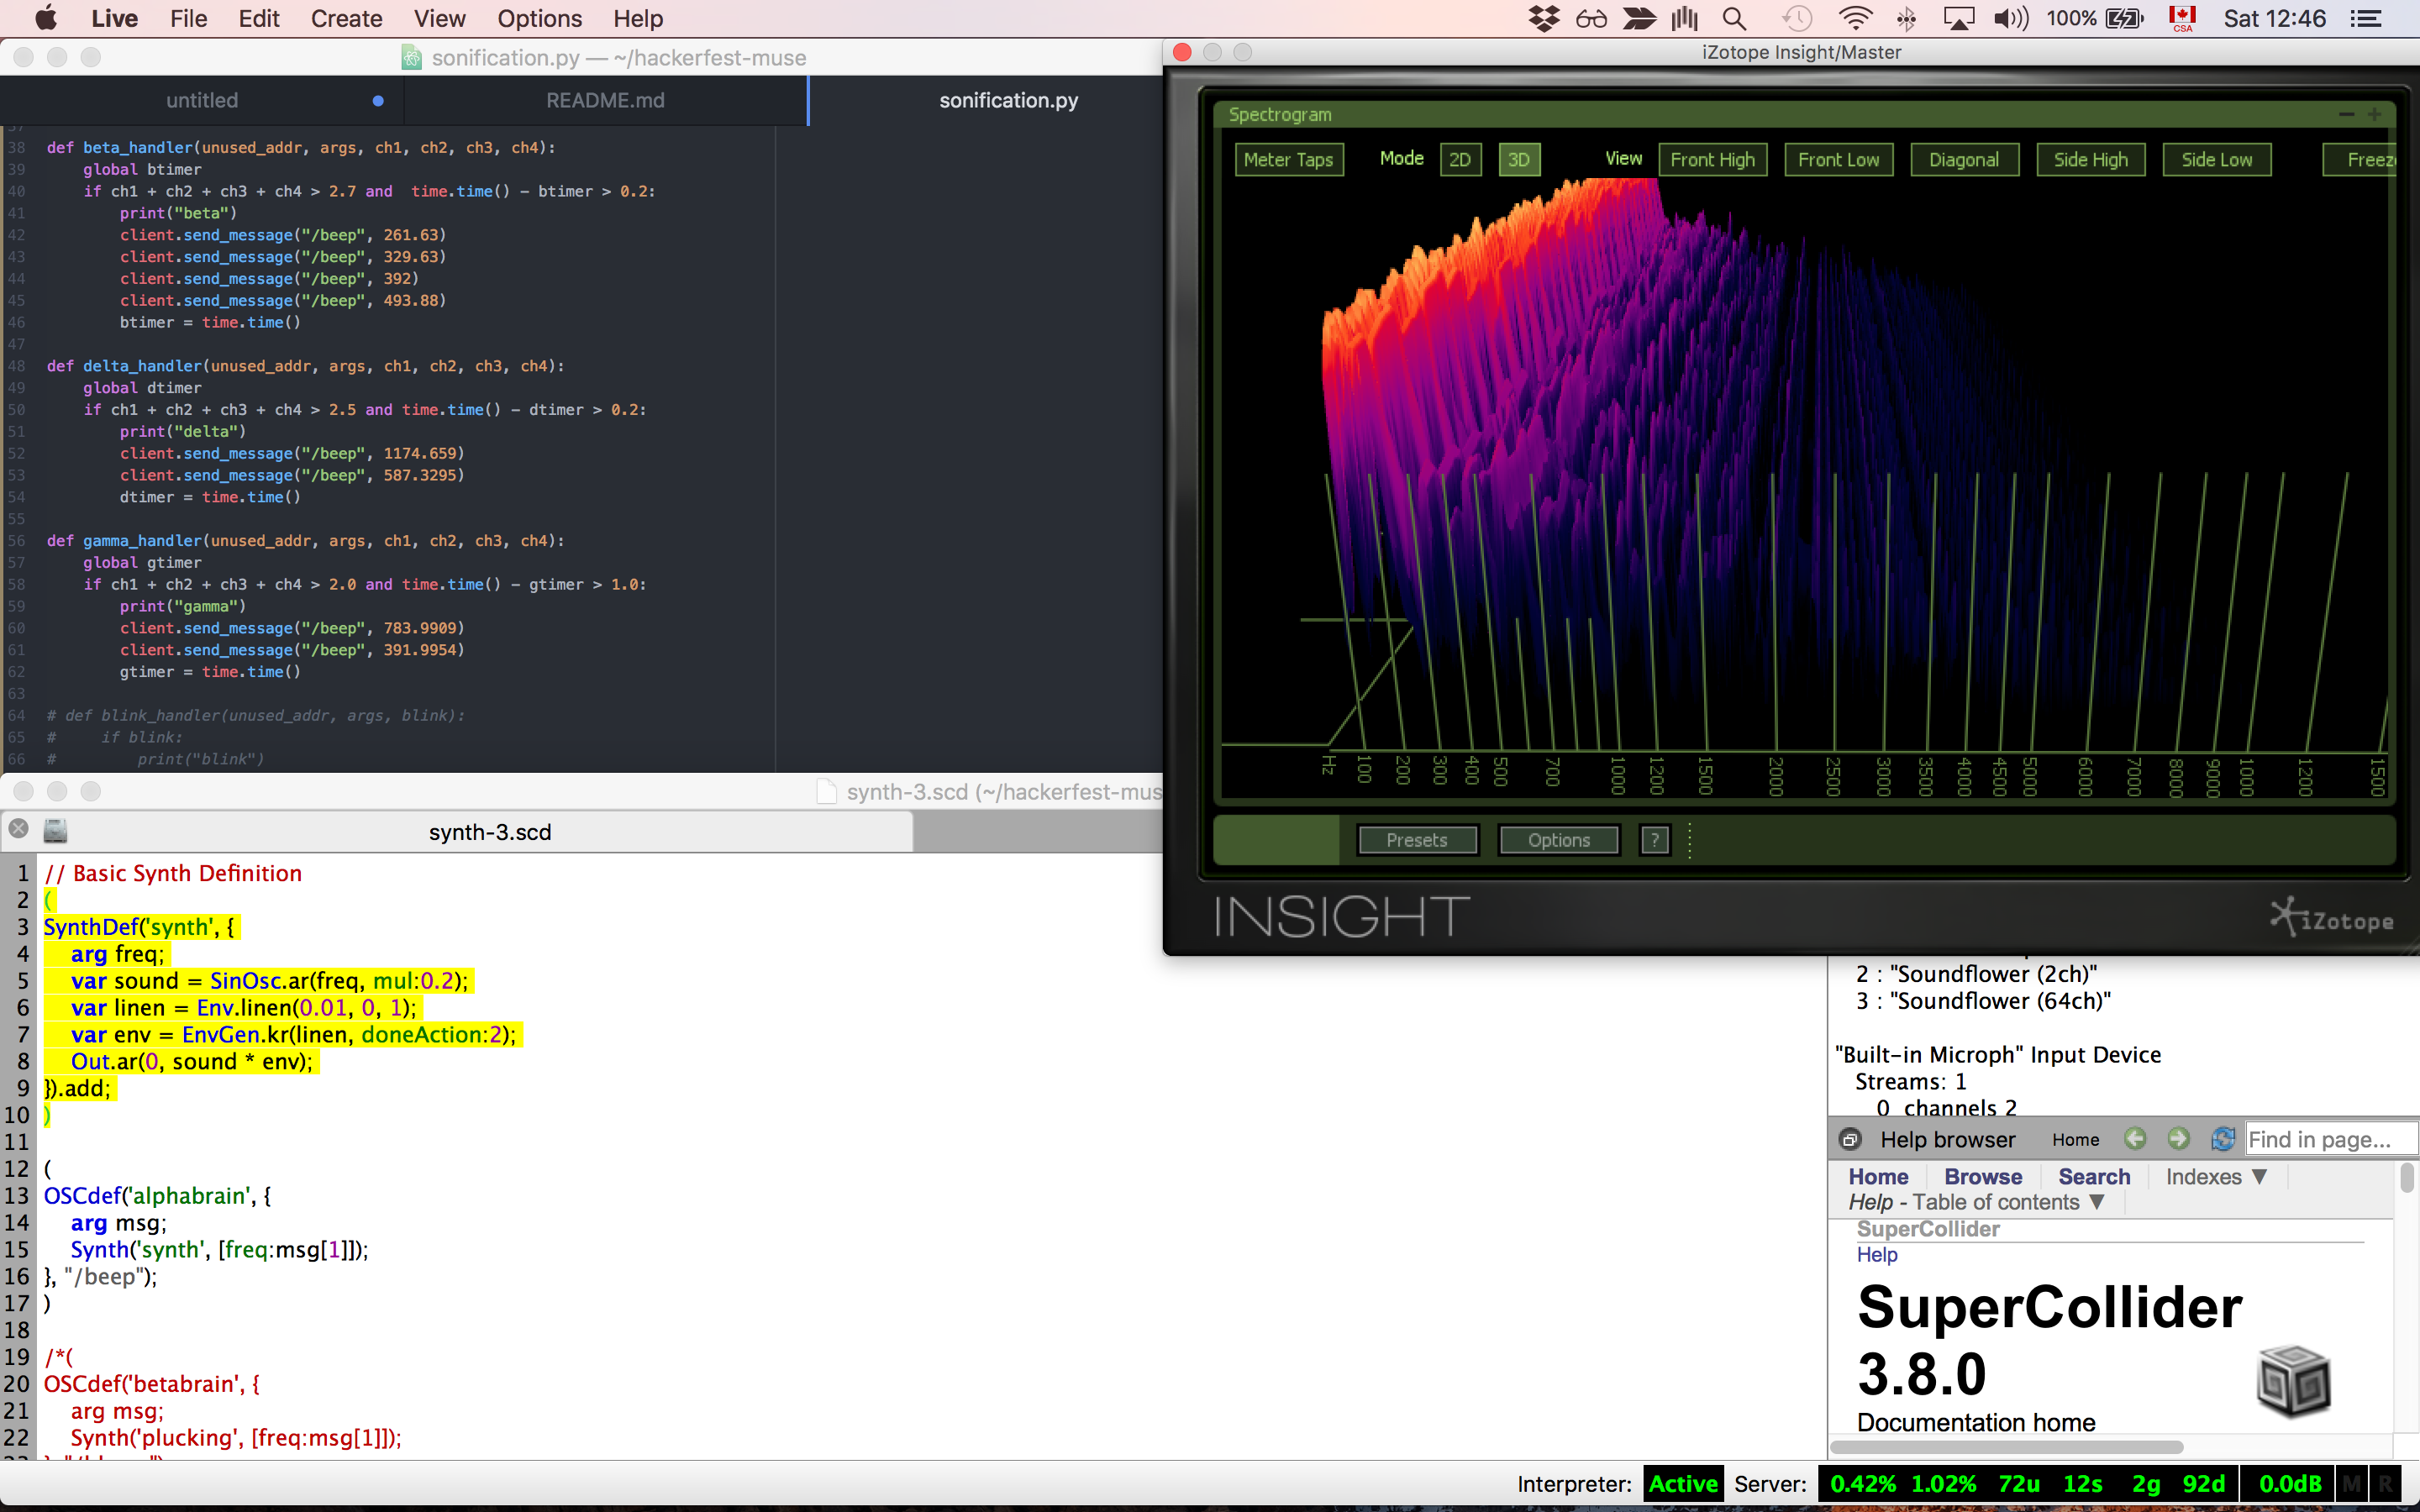 Live File Edit Create View Options Help
100% CSA Sat 12:46
sonification.py — ~/hackerfest-muse
untitled README.md sonification.py
37
38 def beta_handler(unused_addr, args, ch1, ch2, ch3, ch4):
39 global btimer
40 if ch1 + ch2 + ch3 + ch4 > 2.7 and  time.time() - btimer > 0.2:
41 print("beta")
42 client.send_message("/beep", 261.63)
43 client.send_message("/beep", 329.63)
44 client.send_message("/beep", 392)
45 client.send_message("/beep", 493.88)
46 btimer = time.time()
47
48 def delta_handler(unused_addr, args, ch1, ch2, ch3, ch4):
49 global dtimer
50 if ch1 + ch2 + ch3 + ch4 > 2.5 and time.time() - dtimer > 0.2:
51 print("delta")
52 client.send_message("/beep", 1174.659)
53 client.send_message("/beep", 587.3295)
54 dtimer = time.time()
55
56 def gamma_handler(unused_addr, args, ch1, ch2, ch3, ch4):
57 global gtimer
58 if ch1 + ch2 + ch3 + ch4 > 2.0 and time.time() - gtimer > 1.0:
59 print("gamma")
60 client.send_message("/beep", 783.9909)
61 client.send_message("/beep", 391.9954)
62 gtimer = time.time()
63
64 # def blink_handler(unused_addr, args, blink):
65 # if blink:
66 # print("blink")
iZotope Insight/Master
Spectrogram
Meter Taps Mode 2D 3D View Front High Front Low Diagonal Side High Side Low Freez
Hz 100 200 300 400 500 700 1000 1200 1500 2000 2500 3000 3500 4000 4500 5000 6000 7000 8000 9000 1000 1200 1500
Presets Options ?
INSIGHT iZotope
synth-3.scd (~/hackerfest-mus
synth-3.scd
1 // Basic Synth Definition
2 (
3 SynthDef('synth', {
4 arg freq;
5 var sound = SinOsc.ar(freq, mul:0.2);
6 var linen = Env.linen(0.01, 0, 1);
7 var env = EnvGen.kr(linen, doneAction:2);
8 Out.ar(0, sound * env);
9 }).add;
10 )
11
12 (
13 OSCdef('alphabrain', {
14 arg msg;
15 Synth('synth', [freq:msg[1]]);
16 }, "/beep");
17 )
18
19 /*(
20 OSCdef('betabrain', {
21 arg msg;
22 Synth('plucking', [freq:msg[1]]);
2 : "Soundflower (2ch)"
3 : "Soundflower (64ch)"
"Built-in Microph" Input Device
Streams: 1
0 channels 2
Help browser Home Find in page...
Home Browse Search Indexes ▼
Help - Table of contents ▼
SuperCollider
Help
SuperCollider
3.8.0
Documentation home
Interpreter: Active Server: 0.42% 1.02% 72u 12s 2g 92d 0.0dB M R